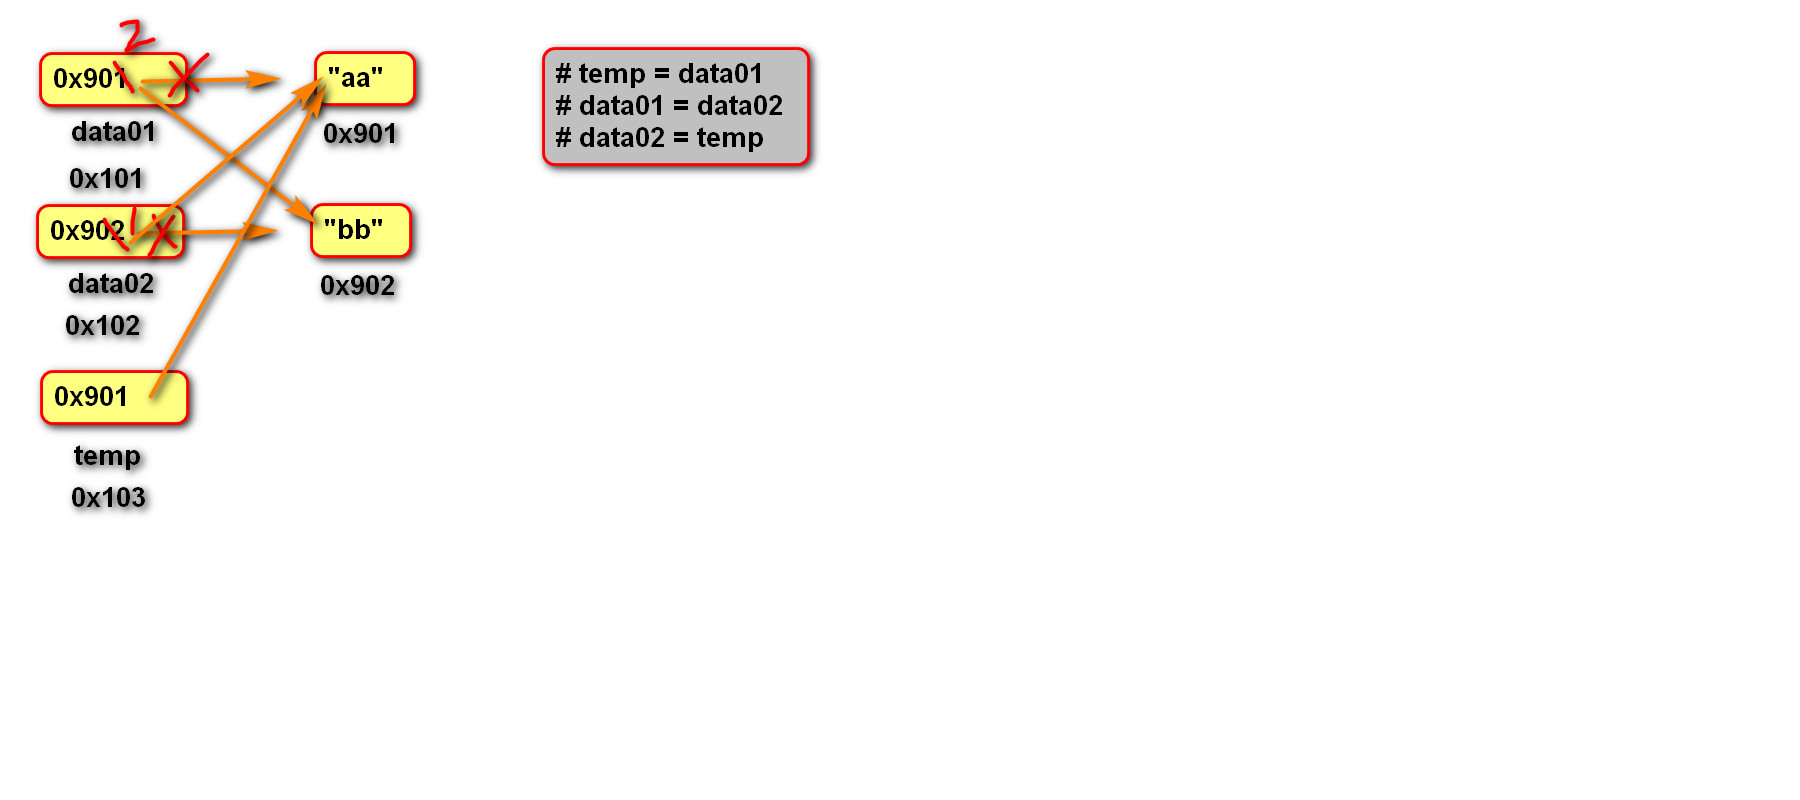 2
0x901
"aa"
data01
0x901
0x101
0x902
1
"bb"
data02
0x902
0x102
0x901
temp
0x103
# temp = data01
# data01 = data02
# data02 = temp